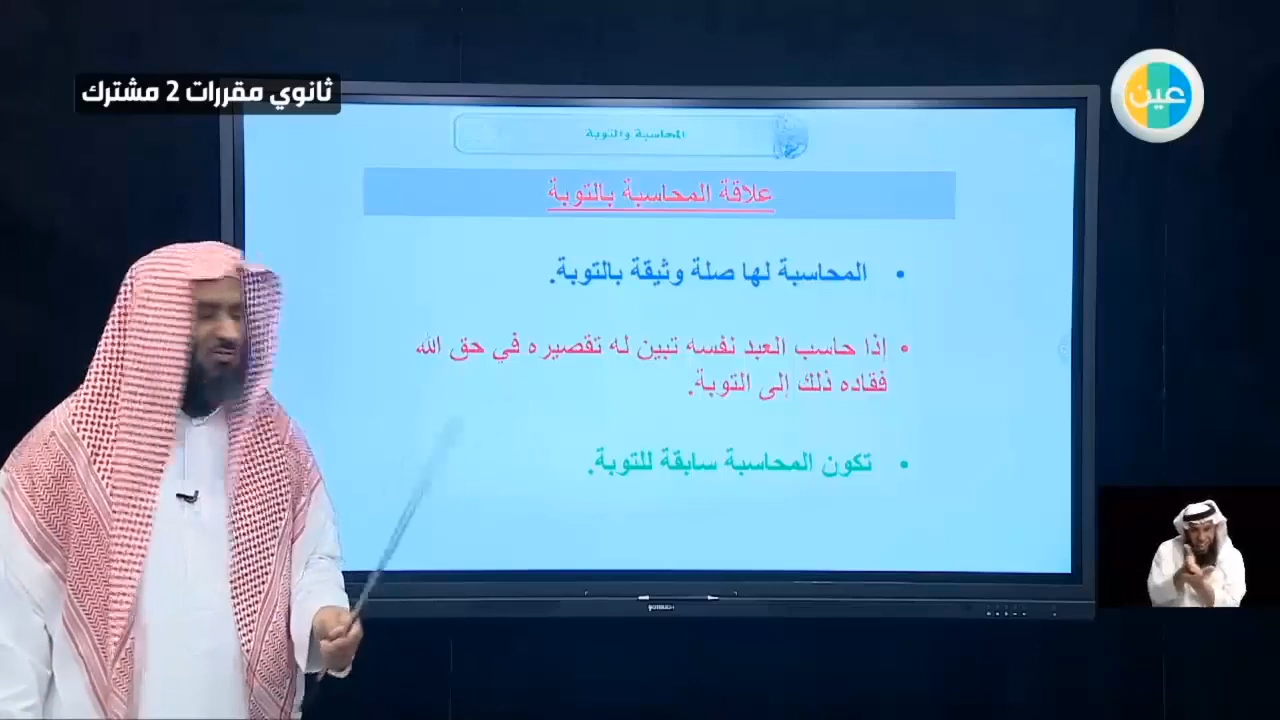 ثانوي مقررات 2 مشترك
عين
المحاسبة والتوبة
علاقة المحاسبة بالتوبة
• المحاسبة لها صلة وثيقة بالتوبة.
• إذا حاسب العبد نفسه تبين له تقصيره في حق الله
فقاده ذلك إلى التوبة.
• تكون المحاسبة سابقة للتوبة.